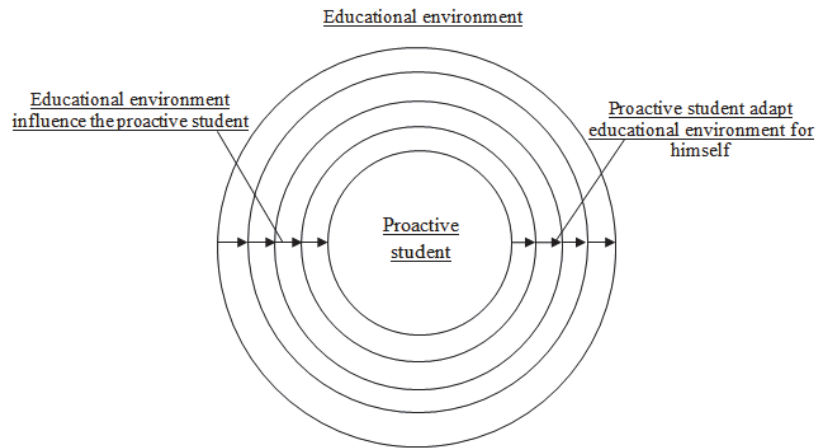 Educational environment
Educational environment
influence the proactive student
Proactive student adapt
educational environment for
himself
Proactive
student